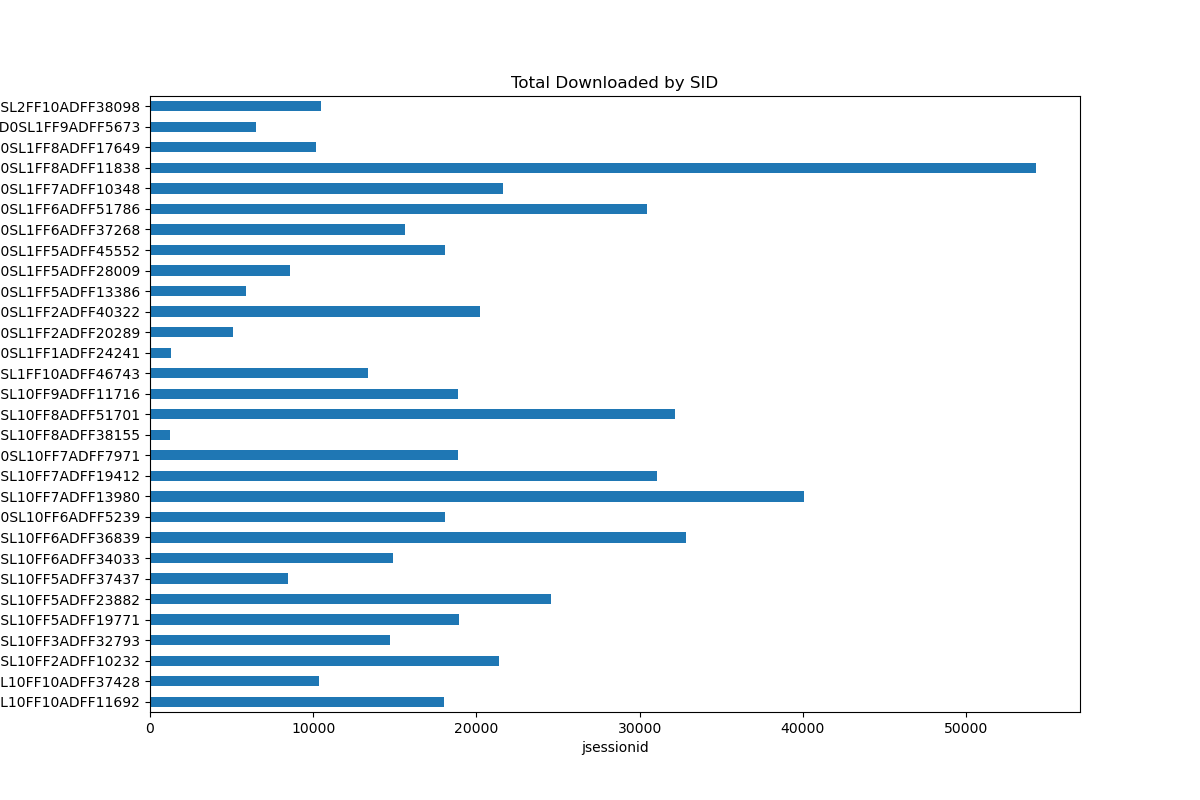 Total Downloaded by SID
SL2FF10ADFF38098
D0SL1FF9ADFF5673
0SL1FF8ADFF17649
0SL1FF8ADFF11838
0SL1FF7ADFF10348
0SL1FF6ADFF51786
0SL1FF6ADFF37268
0SL1FF5ADFF45552
0SL1FF5ADFF28009
0SL1FF5ADFF13386
0SL1FF2ADFF40322
0SL1FF2ADFF20289
0SL1FF1ADFF24241
SL1FF10ADFF46743
SL10FF9ADFF11716
SL10FF8ADFF51701
SL10FF8ADFF38155
0SL10FF7ADFF7971
SL10FF7ADFF19412
SL10FF7ADFF13980
0SL10FF6ADFF5239
SL10FF6ADFF36839
SL10FF6ADFF34033
SL10FF5ADFF37437
SL10FF5ADFF23882
SL10FF5ADFF19771
SL10FF3ADFF32793
SL10FF2ADFF10232
L10FF10ADFF37428
L10FF10ADFF11692
0 10000 20000 30000 40000 50000
jsessionid